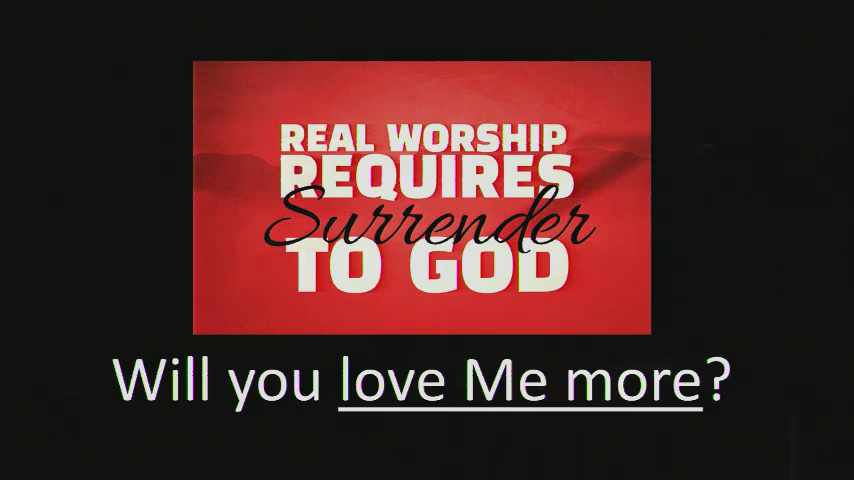 REAL WORSHIP
REQUIRES
Surrender
TO GOD
Will you love Me more?